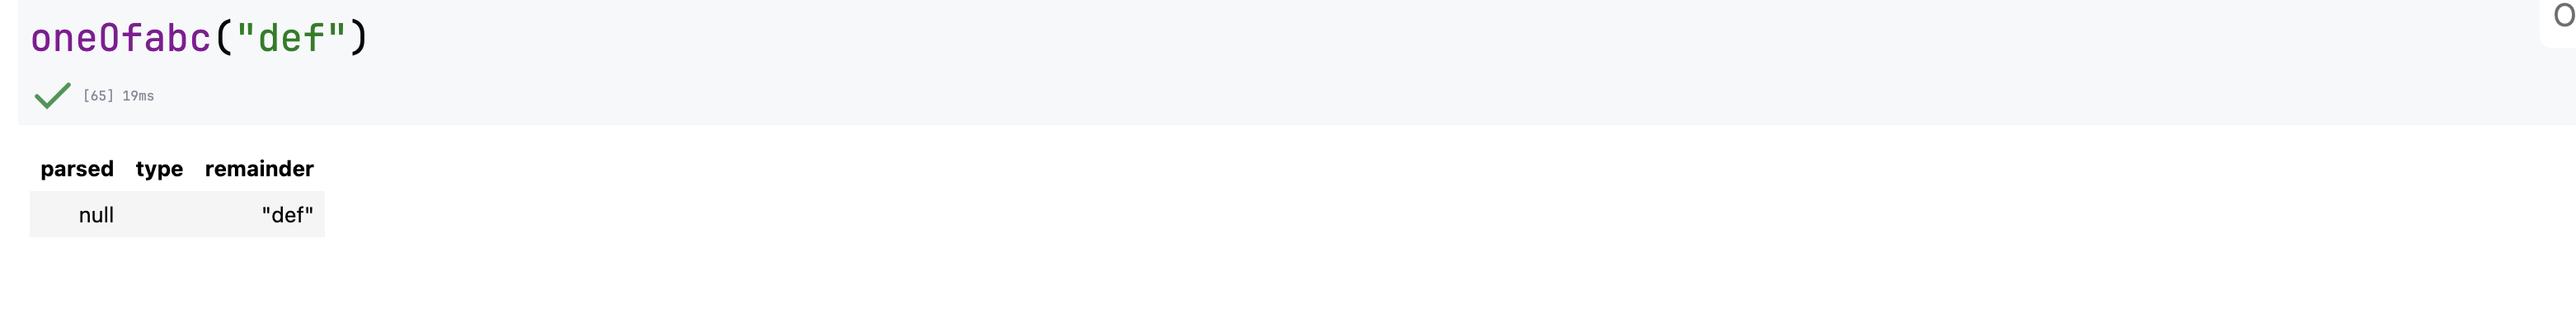 oneOfabc("def")
[65] 19ms
parsed type remainder
null "def"